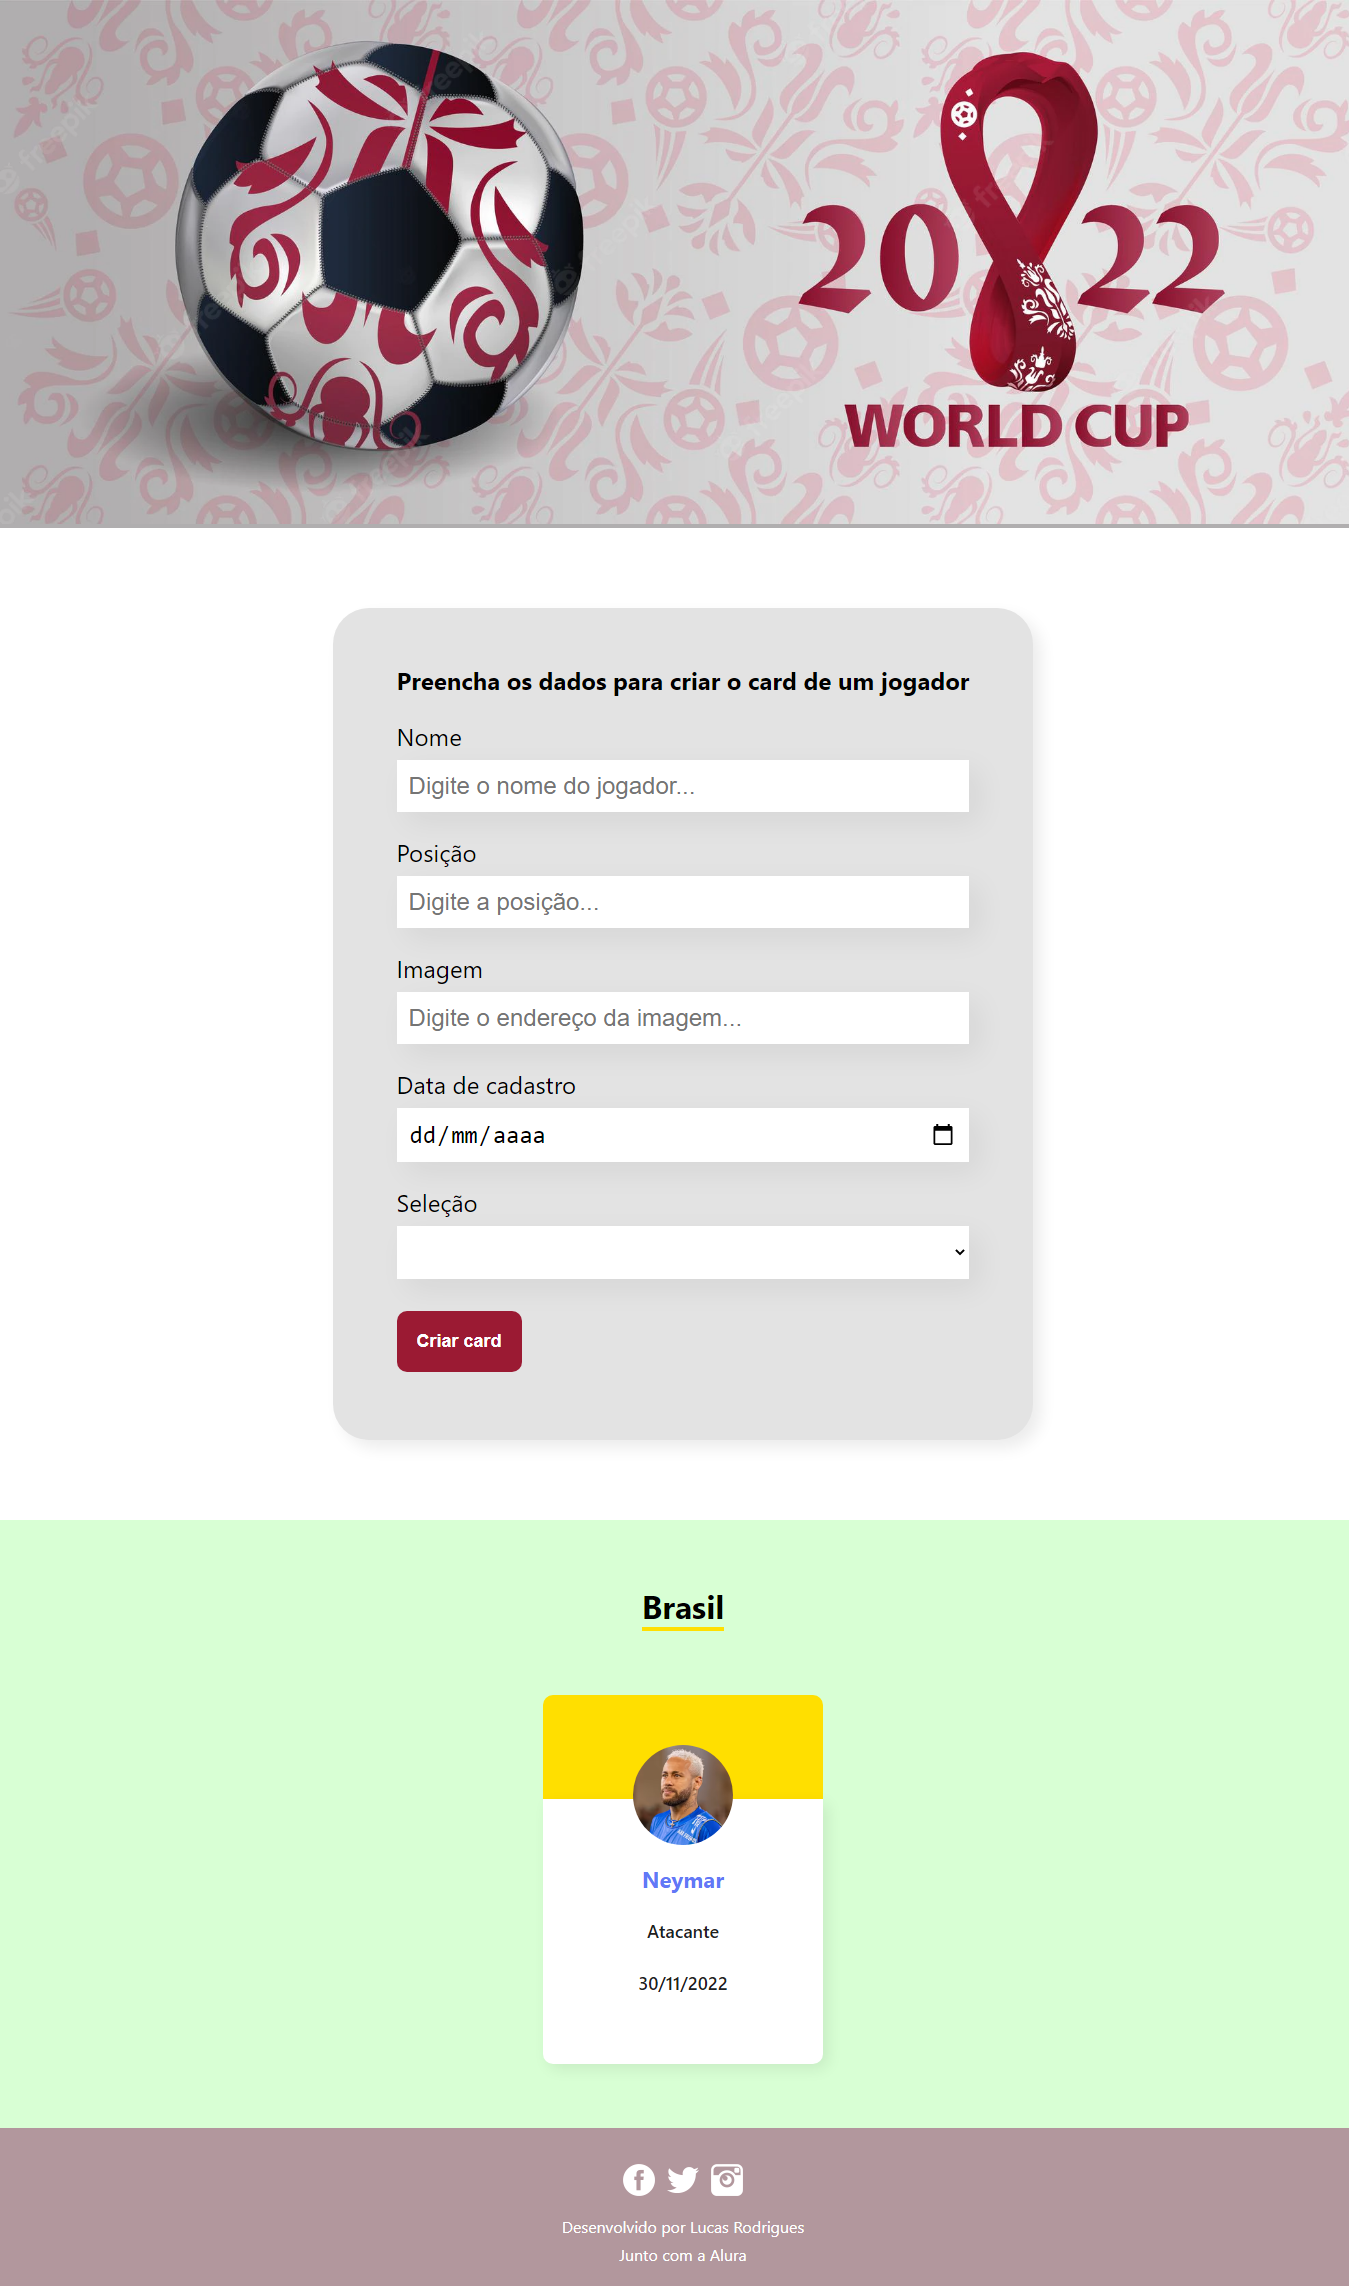 2022
WORLD CUP
Preencha os dados para criar o card de um jogador
Nome
Digite o nome do jogador...
Posição
Digite a posição...
Imagem
Digite o endereço da imagem...
Data de cadastro
dd/mm/aaaa
Seleção
Criar card
Brasil
Neymar
Atacante
30/11/2022
Desenvolvido por Lucas Rodrigues
Junto com a Alura